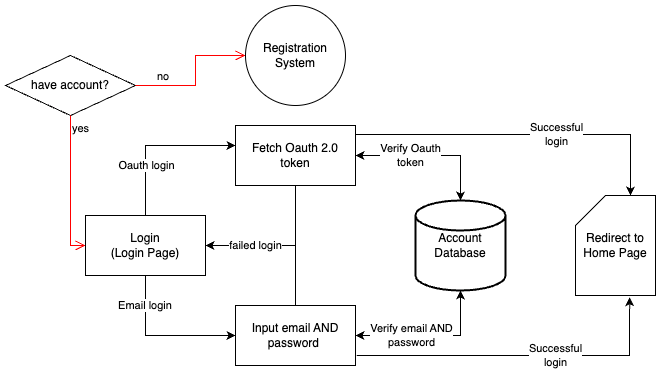 Registration
System
have account?
no
yes
Fetch Oauth 2.0
token
Successful
login
Verify Oauth
token
Oauth login
Login
(Login Page)
failed login
Account
Database
Redirect to
Home Page
Email login
Input email AND
password
Verify email AND
password
Successful
login